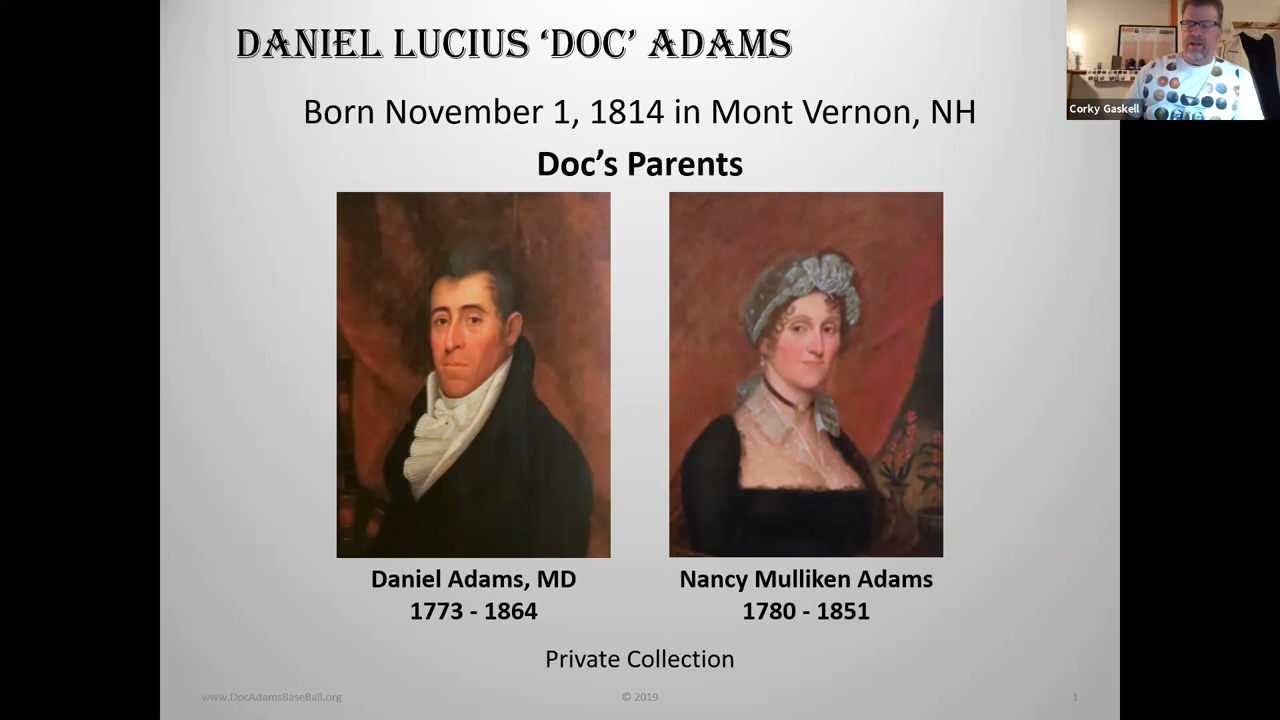 DANIEL LUCIUS ‘DOC’ ADAMS
Born November 1, 1814 in Mont Vernon, NH
Doc’s Parents
Daniel Adams, MD
1773 - 1864
Nancy Mulliken Adams
1780 - 1851
Private Collection
www.DocAdamsBaseBall.org
© 2019
1
Corky Gaskell